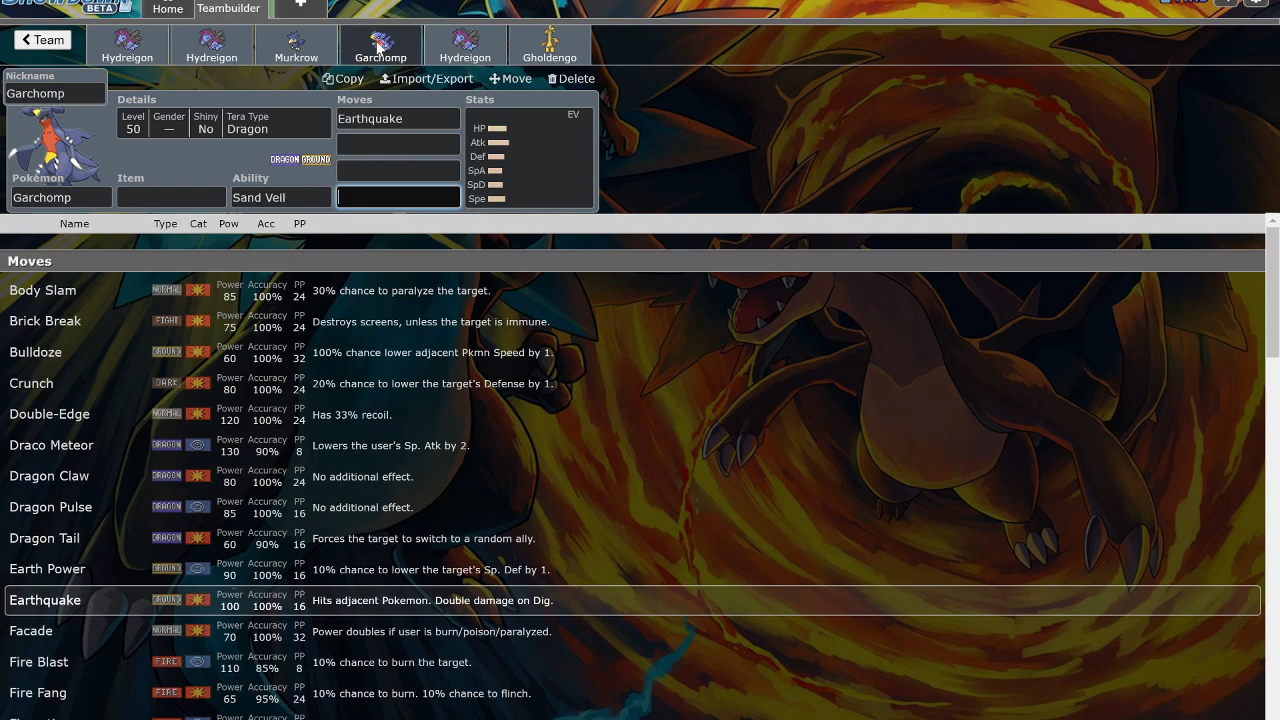 BETA
Home
Teambuilder
+
< Team
Hydreigon
Hydreigon
Murkrow
Garchomp
Hydreigon
Gholdengo
Copy
Import/Export
Move
Delete
Nickname
Garchomp
Details
Level
50
Gender
—
Shiny
No
Tera Type
Dragon
DRAGON GROUND
Pokémon
Garchomp
Item
Ability
Sand Veil
Moves
Earthquake
Stats
EV
HP
Atk
Def
SpA
SpD
Spe
Name Type Cat Pow Acc PP
Moves
Body Slam NORMAL Power 85 Accuracy 100% PP 24 30% chance to paralyze the target.
Brick Break FIGHT Power 75 Accuracy 100% PP 24 Destroys screens, unless the target is immune.
Bulldoze GROUND Power 60 Accuracy 100% PP 32 100% chance lower adjacent Pkmn Speed by 1.
Crunch DARK Power 80 Accuracy 100% PP 24 20% chance to lower the target's Defense by 1.
Double-Edge NORMAL Power 120 Accuracy 100% PP 24 Has 33% recoil.
Draco Meteor DRAGON Power 130 Accuracy 90% PP 8 Lowers the user's Sp. Atk by 2.
Dragon Claw DRAGON Power 80 Accuracy 100% PP 24 No additional effect.
Dragon Pulse DRAGON Power 85 Accuracy 100% PP 16 No additional effect.
Dragon Tail DRAGON Power 60 Accuracy 90% PP 16 Forces the target to switch to a random ally.
Earth Power GROUND Power 90 Accuracy 100% PP 16 10% chance to lower the target's Sp. Def by 1.
Earthquake GROUND Power 100 Accuracy 100% PP 16 Hits adjacent Pokemon. Double damage on Dig.
Facade NORMAL Power 70 Accuracy 100% PP 32 Power doubles if user is burn/poison/paralyzed.
Fire Blast FIRE Power 110 Accuracy 85% PP 8 10% chance to burn the target.
Fire Fang FIRE Power 65 Accuracy 95% PP 24 10% chance to burn. 10% chance to flinch.
Power Accuracy PP